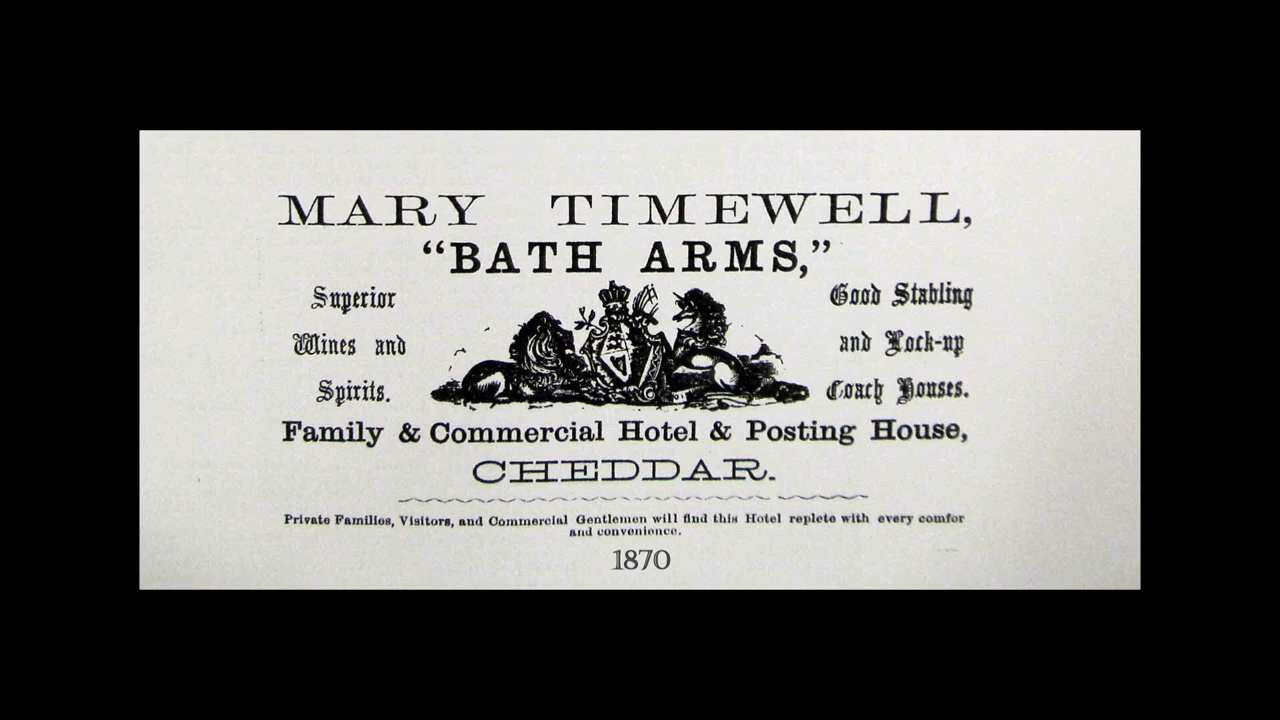 MARY TIMEWELL,
“BATH ARMS,”
Superior
Wines and
Spirits.
Good Stabling
and Lock-up
Coach Houses.
Family & Commercial Hotel & Posting House,
CHEDDAR.
Private Families, Visitors, and Commercial Gentlemen will find this Hotel replete with every comfor
and convenience.
1870